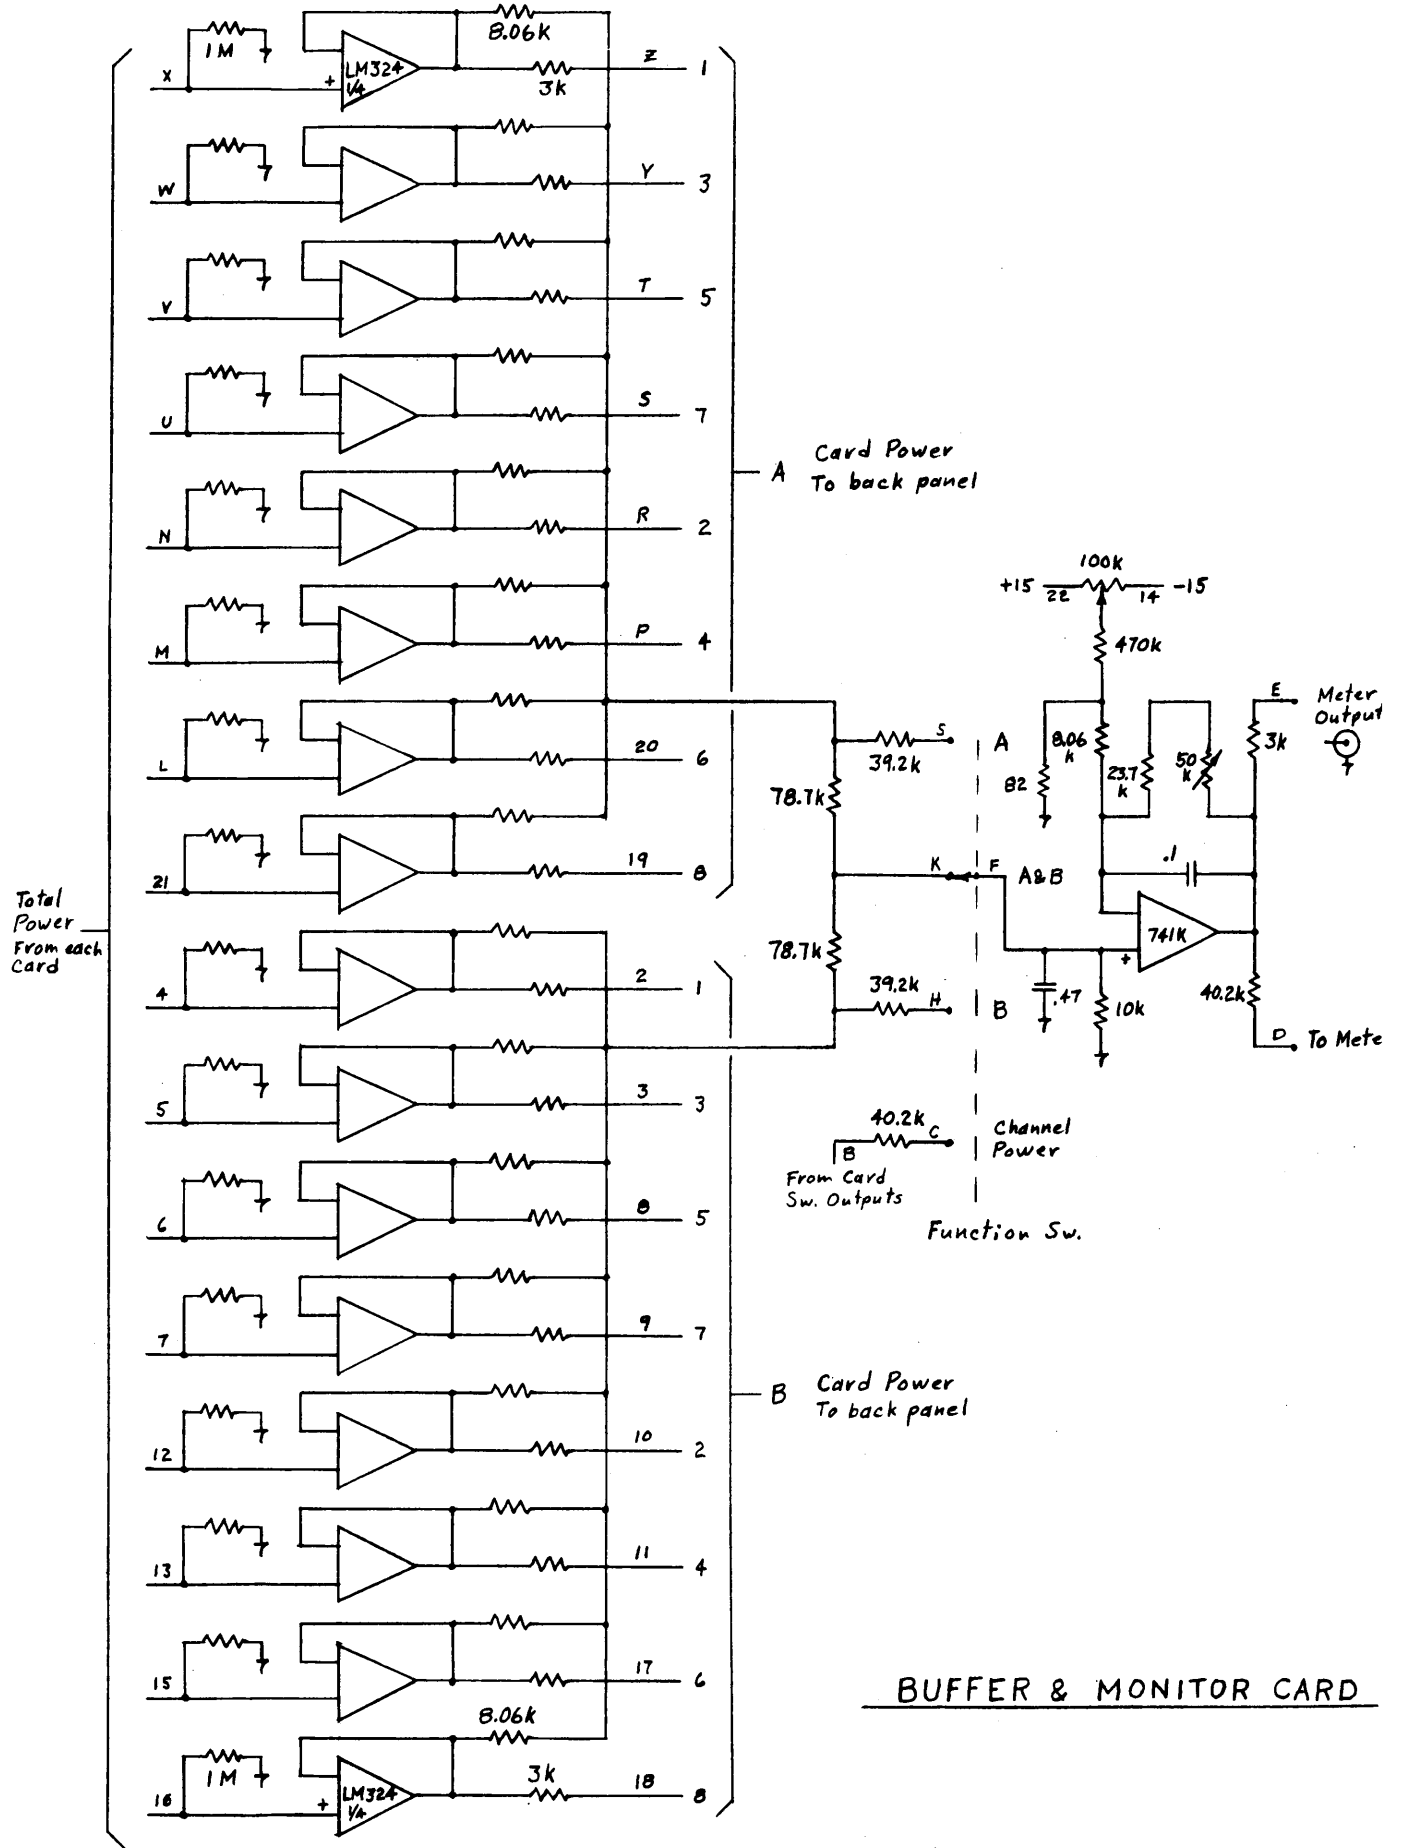 8.06k
1M
LM324
1/4
X
+
3k
Z
1
W
Y
3
V
T
5
U
S
7
N
R
2
A
Card Power
To back panel
M
P
4
L
20
6
21
19
8
Total
Power
From each
Card
4
2
1
5
3
3
6
8
5
7
9
7
12
10
2
B
Card Power
To back panel
13
11
4
15
17
6
8.06k
1M
LM324
1/4
16
+
3k
18
8
100k
+15
22
14
-15
470k
E
Meter
Output
3k
S
A
39.2k
78.7k
82
8.06
k
23.7
k
50
k
.1
K
F
A&B
741K
+
78.7k
39.2k
H
B
.47
10k
40.2k
D
To Mete
40.2k
C
Channel
Power
B
From Card
Sw. Outputs
Function Sw.
BUFFER & MONITOR CARD